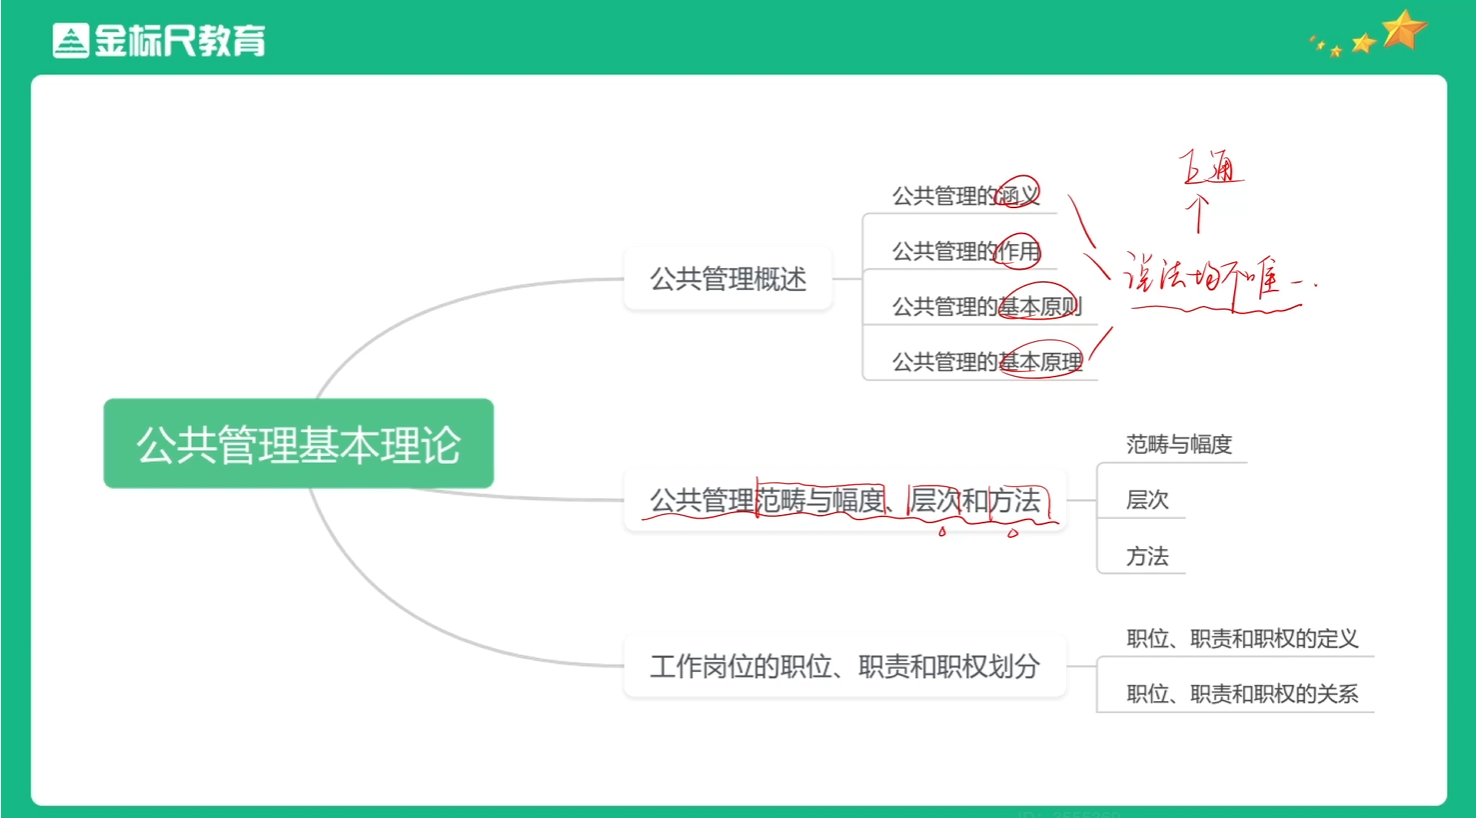 金标尺教育
互通
公共管理的涵义
公共管理的作用
说法均不唯一.
公共管理概述
公共管理的基本原则
公共管理的基本原理
公共管理基本理论
范畴与幅度
公共管理范畴与幅度、层次和方法
层次
方法
职位、职责和职权的定义
工作岗位的职位、职责和职权划分
职位、职责和职权的关系